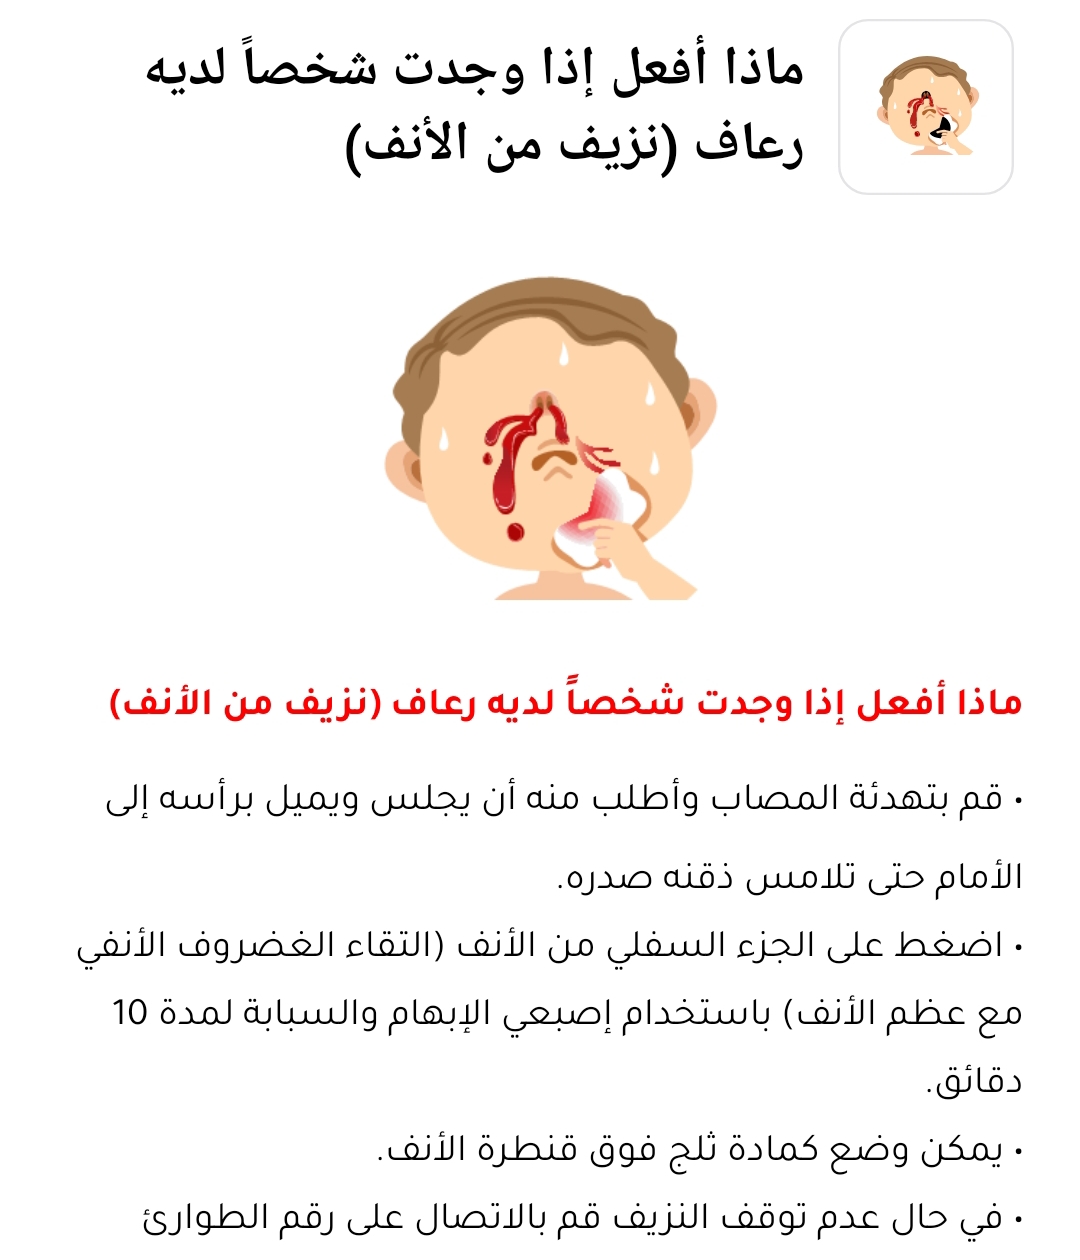 ماذا أفعل إذا وجدت شخصاً لديه
رعاف (نزيف من الأنف)
ماذا أفعل إذا وجدت شخصاً لديه رعاف (نزيف من الأنف)
• قم بتهدئة المصاب وأطلب منه أن يجلس ويميل برأسه إلى
الأمام حتى تلامس ذقنه صدره.
• اضغط على الجزء السفلي من الأنف (التقاء الغضروف الأنفي
مع عظم الأنف) باستخدام إصبعي الإبهام والسبابة لمدة 10
دقائق.
• يمكن وضع كمادة ثلج فوق قنطرة الأنف.
• في حال عدم توقف النزيف قم بالاتصال على رقم الطوارئ